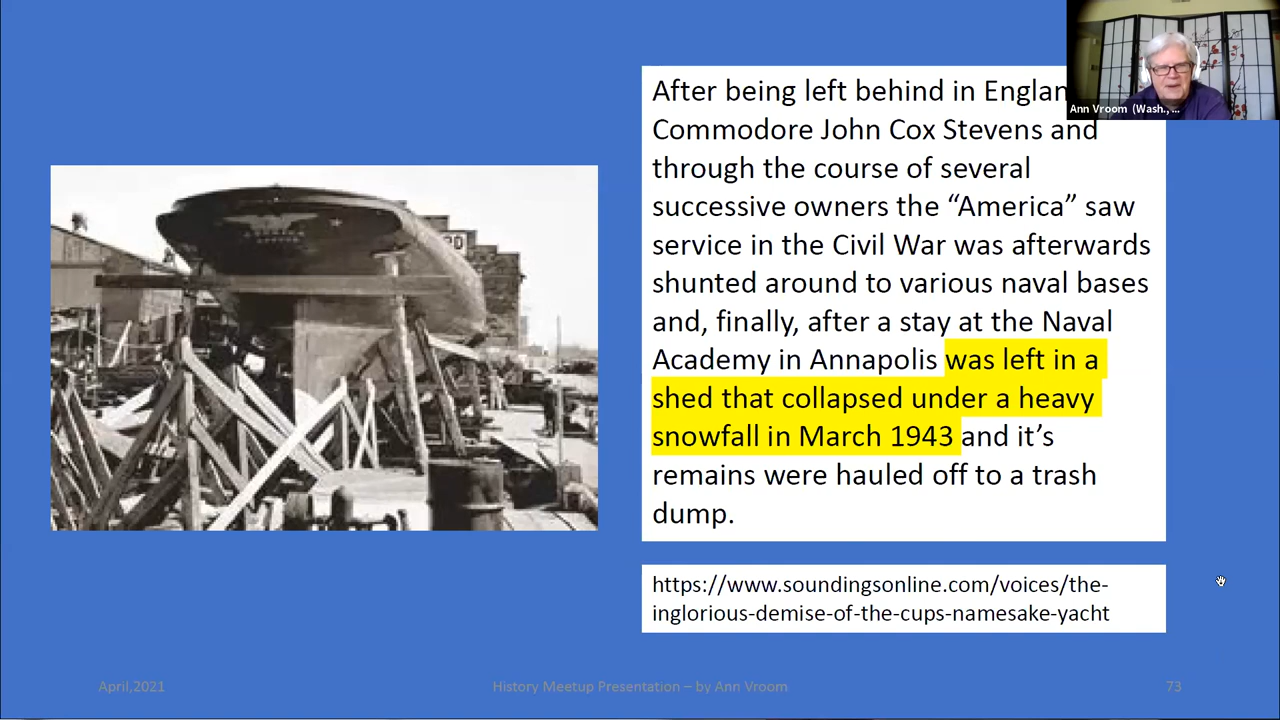 After being left behind in Englan
Commodore John Cox Stevens and
through the course of several
successive owners the “America” saw
service in the Civil War was afterwards
shunted around to various naval bases
and, finally, after a stay at the Naval
Academy in Annapolis was left in a
shed that collapsed under a heavy
snowfall in March 1943 and it’s
remains were hauled off to a trash
dump.
https://www.soundingsonline.com/voices/the-
inglorious-demise-of-the-cups-namesake-yacht
Ann Vroom (Wash., ...
April,2021
History Meetup Presentation – by Ann Vroom
73